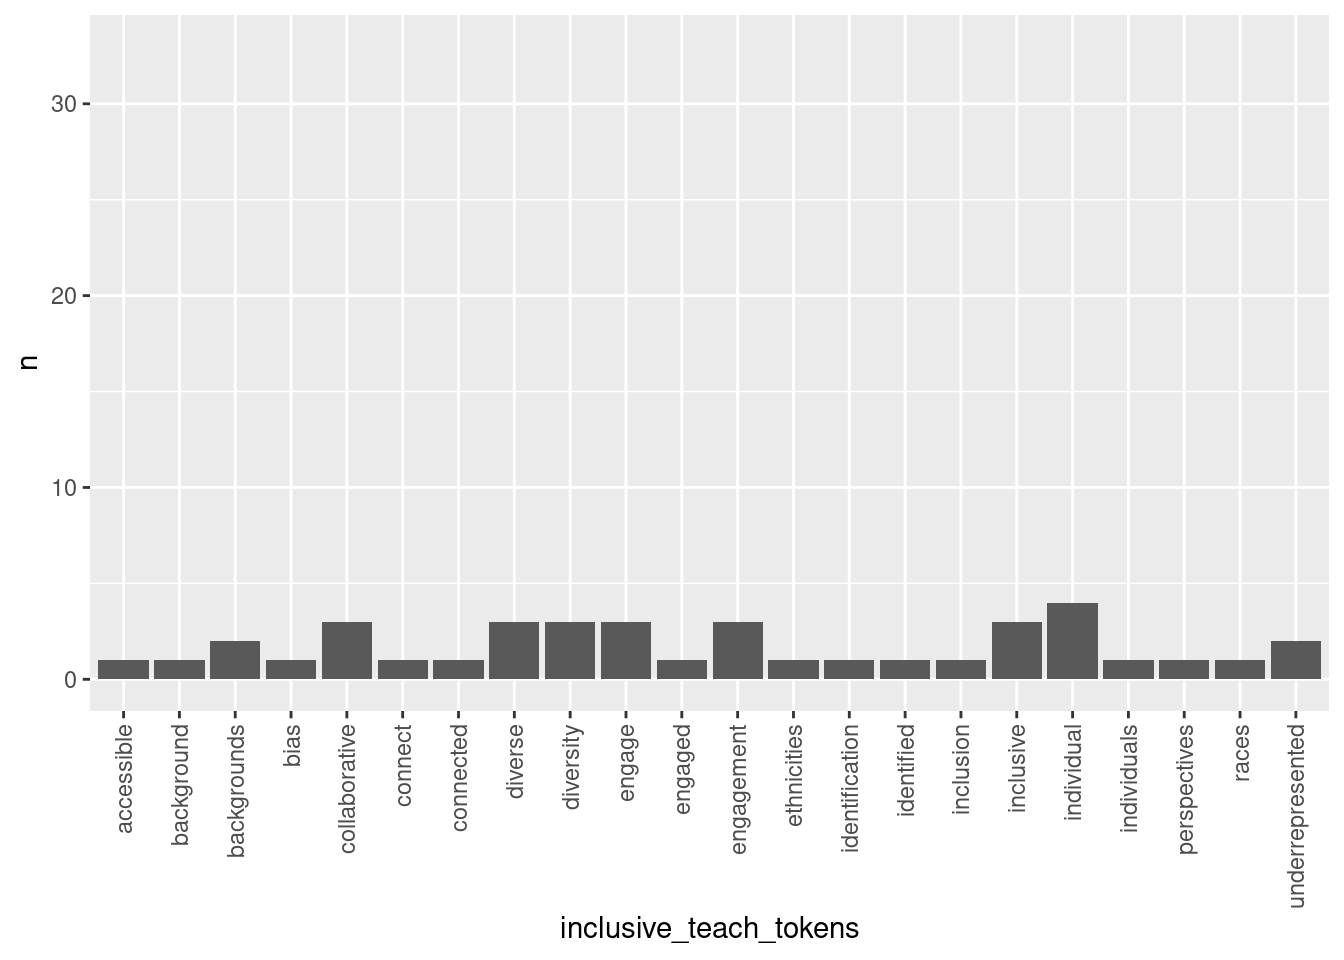 30
20
10
0
n
accessible
background
backgrounds
bias
collaborative
connect
connected
diverse
diversity
engage
engaged
engagement
ethnicities
identification
identified
inclusion
inclusive
individual
individuals
perspectives
races
underrepresented
inclusive_teach_tokens